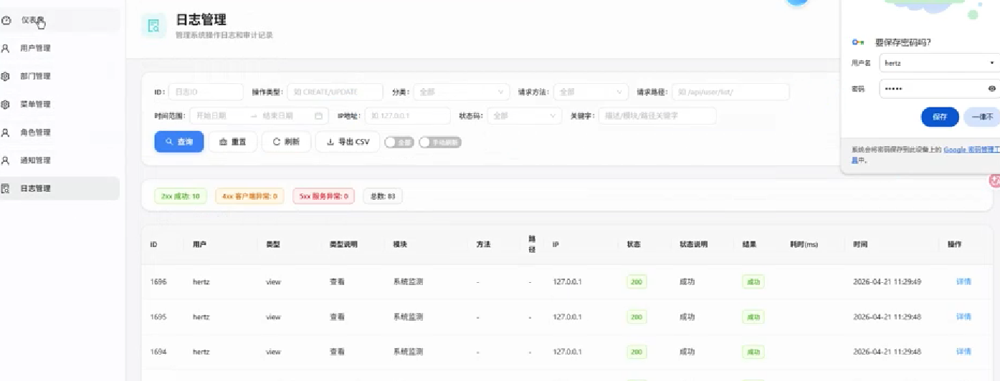 仪表盘
用户管理
部门管理
菜单管理
角色管理
通知管理
日志管理
日志管理
管理系统操作日志和审计记录
ID: 日志ID 操作类型: 如 CREATE/UPDATE 分类: 全部 请求方法: 全部 请求路径: 如 /api/user/list/
时间范围: 开始日期 → 结束日期 IP地址: 如 127.0.0.1 状态码: 全部 关键字: 描述/模块/路径关键字
查询 重置 刷新 导出 CSV 全部 手动刷新
2xx 成功: 10 4xx 客户端异常: 0 5xx 服务异常: 0 总数: 83
ID 用户 类型 类型说明 模块 方法 路径 IP 状态 状态说明 结果 耗时(ms) 时间 操作
1696 hertz view 查看 系统监测 - - 127.0.0.1 200 成功 成功 2026-04-21 11:29:49 详情
1695 hertz view 查看 系统监测 - - 127.0.0.1 200 成功 成功 2026-04-21 11:29:48 详情
1694 hertz view 查看 系统监测 - - 127.0.0.1 200 成功 成功 2026-04-21 11:29:48 详情
要保存密码吗?
用户名 hertz
密码 •••••
保存 一律不
系统会将密码保存到此设备上的 Google 密码管理工
具中。